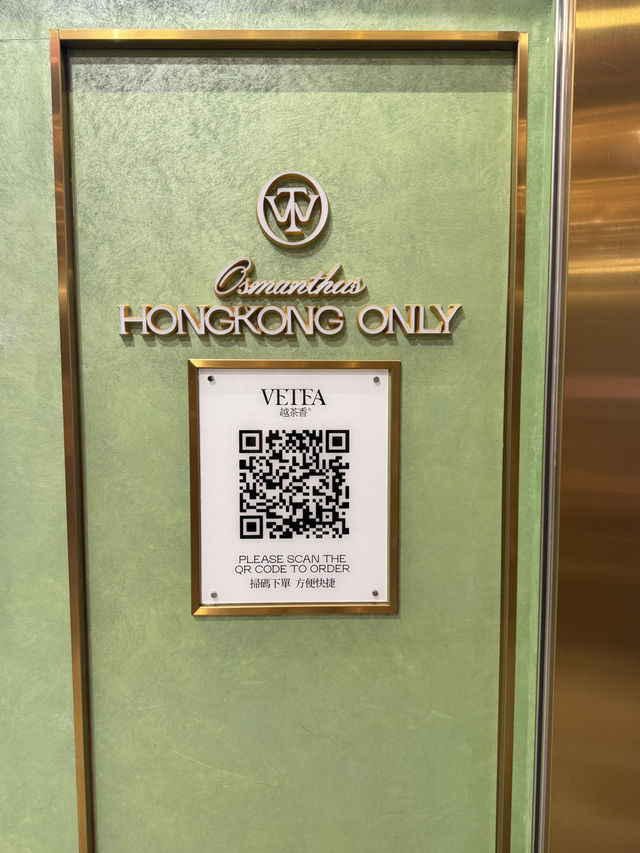 VT
Osmanthus
HONGKONG ONLY
VETEA
越茶香®
PLEASE SCAN THE
QR CODE TO ORDER
掃碼下單 方便快捷